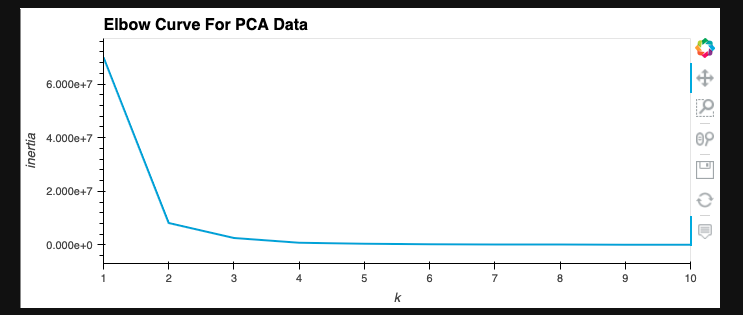 Elbow Curve For PCA Data
inertia
6.000e+7
4.000e+7
2.000e+7
0.000e+0
1 2 3 4 5 6 7 8 9 10
k